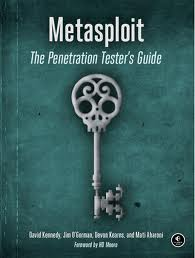 Metasploit
The Penetration Tester's Guide
David Kennedy, Jim O'Gorman, Devon Kearns, and Mati Aharoni
Foreword by HD Moore